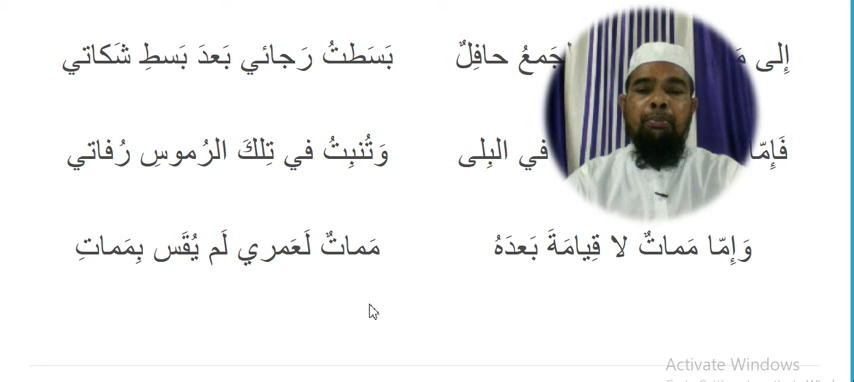 إِلى الجَمعُ حافِلٌ بَسَطتُ رَجائي بَعدَ بَسطِ شَكاتي
فَإِمّا في البِلى وَتُنبِتُ في تِلكَ الرُموسِ رُفاتي
وَإِمّا مَماتٌ لا قِيامَةَ بَعدَهُ مَماتٌ لَعَمري لَم يُقَس بِمَماتِ
Activate Windows